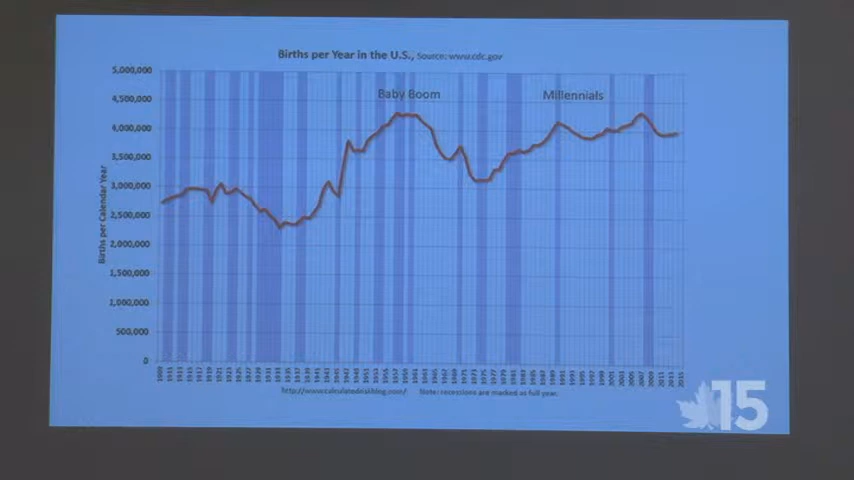 Births per Year in the U.S., Source: www.cdc.gov
5,000,000
4,500,000
4,000,000
3,500,000
3,000,000
2,500,000
2,000,000
1,500,000
1,000,000
500,000
0
Births per Calendar Year
Baby Boom
Millennials
http://www.calculatedriskblog.com/ Note: recessions are marked as full year.
15